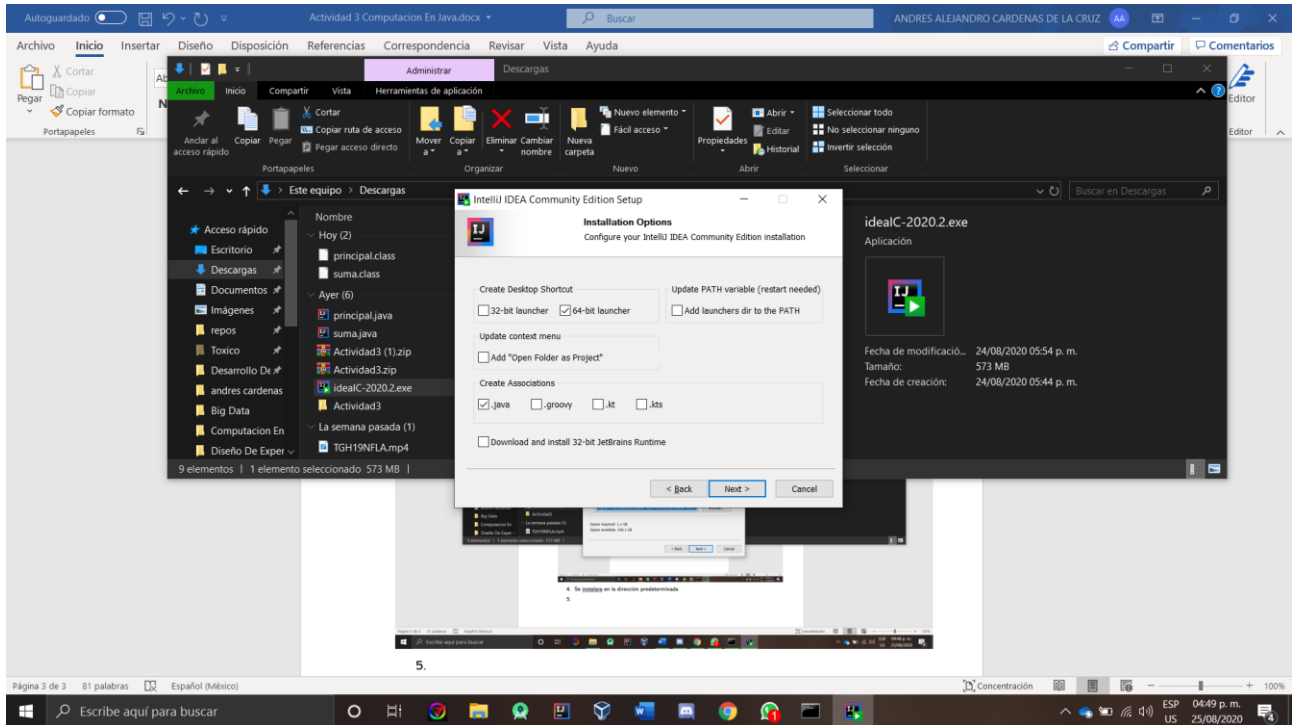 Autoguardado
Actividad 3 Computacion En Java.docx
Buscar
ANDRES ALEJANDRO CARDENAS DE LA CRUZ
AA
Archivo Inicio Insertar Diseño Disposición Referencias Correspondencia Revisar Vista Ayuda
Compartir Comentarios
Pegar
Cortar
Copiar
Copiar formato
Portapapeles
N
Editor
Editor
Administrar
Descargas
Archivo Inicio Compartir Vista Herramientas de aplicación
Anclar al acceso rápido
Copiar
Pegar
Cortar
Copiar ruta de acceso
Pegar acceso directo
Portapapeles
Mover a
Copiar a
Eliminar
Cambiar nombre
Organizar
Nueva carpeta
Nuevo elemento
Fácil acceso
Nuevo
Propiedades
Abrir
Editar
Historial
Abrir
Seleccionar todo
No seleccionar ninguno
Invertir selección
Seleccionar
Este equipo > Descargas
Buscar en Descargas
Acceso rápido
Escritorio
Descargas
Documentos
Imágenes
repos
Toxico
Desarrollo De
andres cardenas
Big Data
Computacion En
Diseño De Exper
Nombre
Hoy (2)
principal.class
suma.class
Ayer (6)
principal.java
suma.java
Actividad3 (1).zip
Actividad3.zip
ideaIC-2020.2.exe
Actividad3
La semana pasada (1)
TGH19NFLA.mp4
9 elementos | 1 elemento seleccionado 573 MB |
IntelliJ IDEA Community Edition Setup
IJ
Installation Options
Configure your IntelliJ IDEA Community Edition installation
Create Desktop Shortcut
32-bit launcher 64-bit launcher
Update PATH variable (restart needed)
Add launchers dir to the PATH
Update context menu
Add "Open Folder as Project"
Create Associations
.java .groovy .kt .kts
Download and install 32-bit JetBrains Runtime
< Back Next > Cancel
ideaIC-2020.2.exe
Aplicación
IJ
Fecha de modificació... 24/08/2020 05:54 p. m.
Tamaño: 573 MB
Fecha de creación: 24/08/2020 05:44 p. m.
4. Se instalara en la dirección predeterminada
5.
Escribe aquí para buscar
5.
Página 3 de 3 81 palabras Español (México)
Concentración
100%
Escribe aquí para buscar
ESP
US
04:49 p. m.
25/08/2020